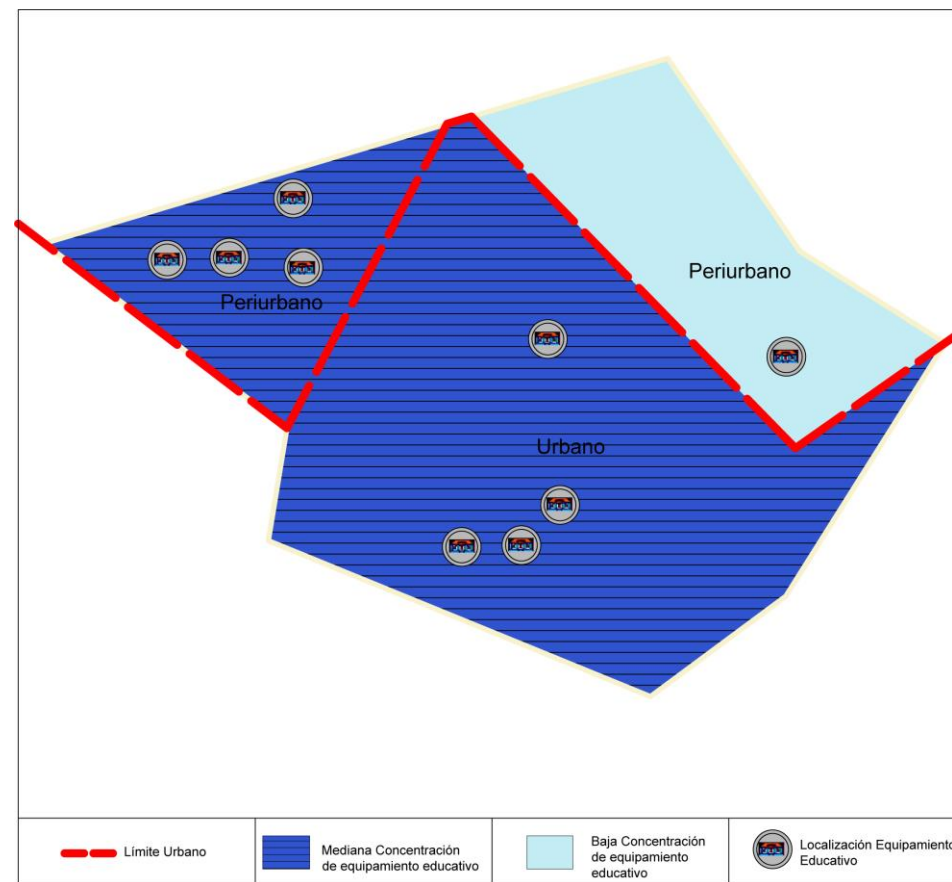 Periurbano
Periurbano
Urbano
Límite Urbano
Mediana Concentración
de equipamiento educativo
Baja Concentración
de equipamiento
educativo
Localización Equipamiento
Educativo